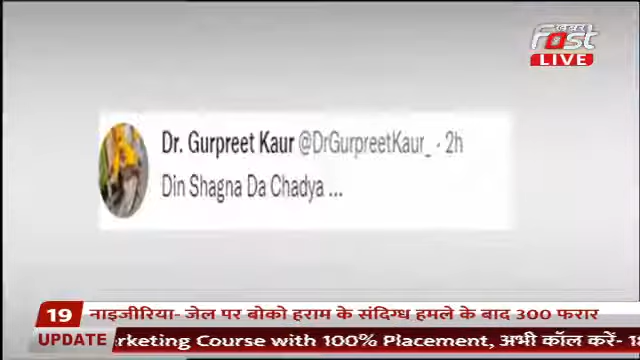 खबर
Fast
LIVE
Dr. Gurpreet Kaur @DrGurpreetKaur_ · 2h
Din Shagna Da Chadya ...
19 नाइजीरिया- जेल पर बोको हराम के संदिग्ध हमले के बाद 300 फरार
UPDATE rketing Course with 100% Placement, अभी कॉल करें-